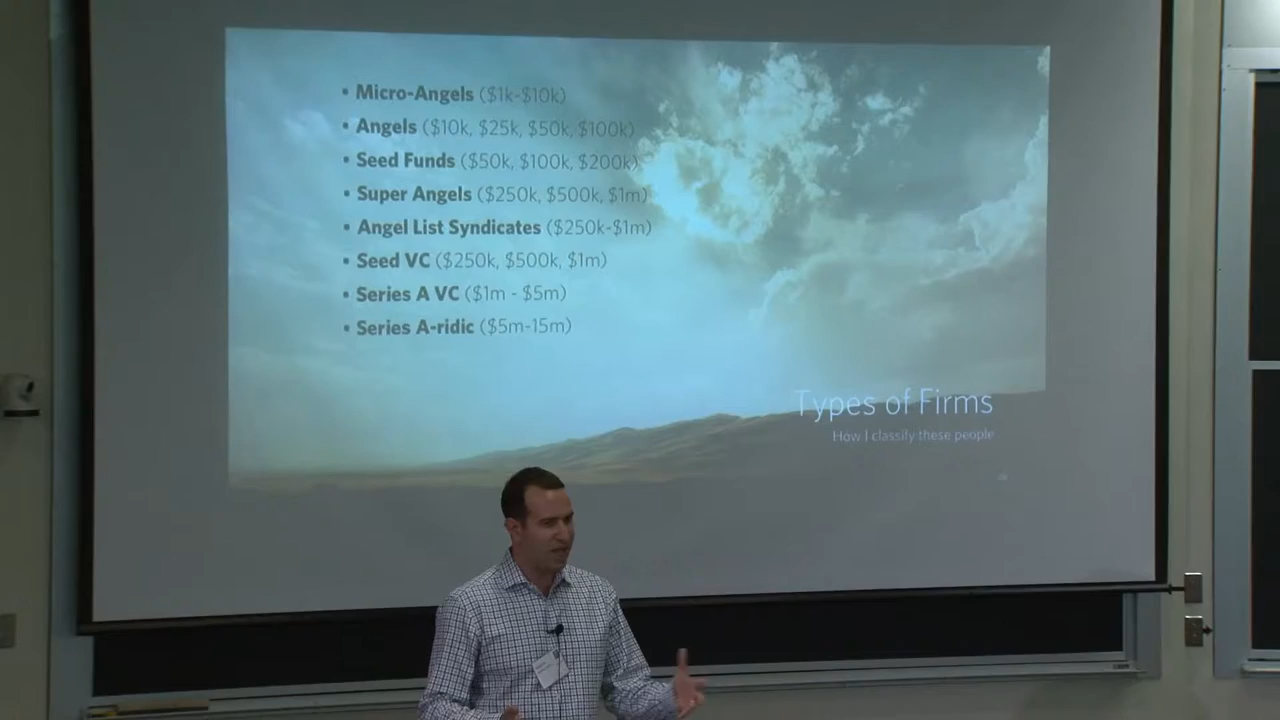 • Micro-Angels ($1k-$10k)
• Angels ($10k, $25k, $50k, $100k)
• Seed Funds ($50k, $100k, $200k)
• Super Angels ($250k, $500k, $1m)
• Angel List Syndicates ($250k-$1m)
• Seed VC ($250k, $500k, $1m)
• Series A VC ($1m - $5m)
• Series A-ridic ($5m-15m)
Types of Firms
How I classify these people